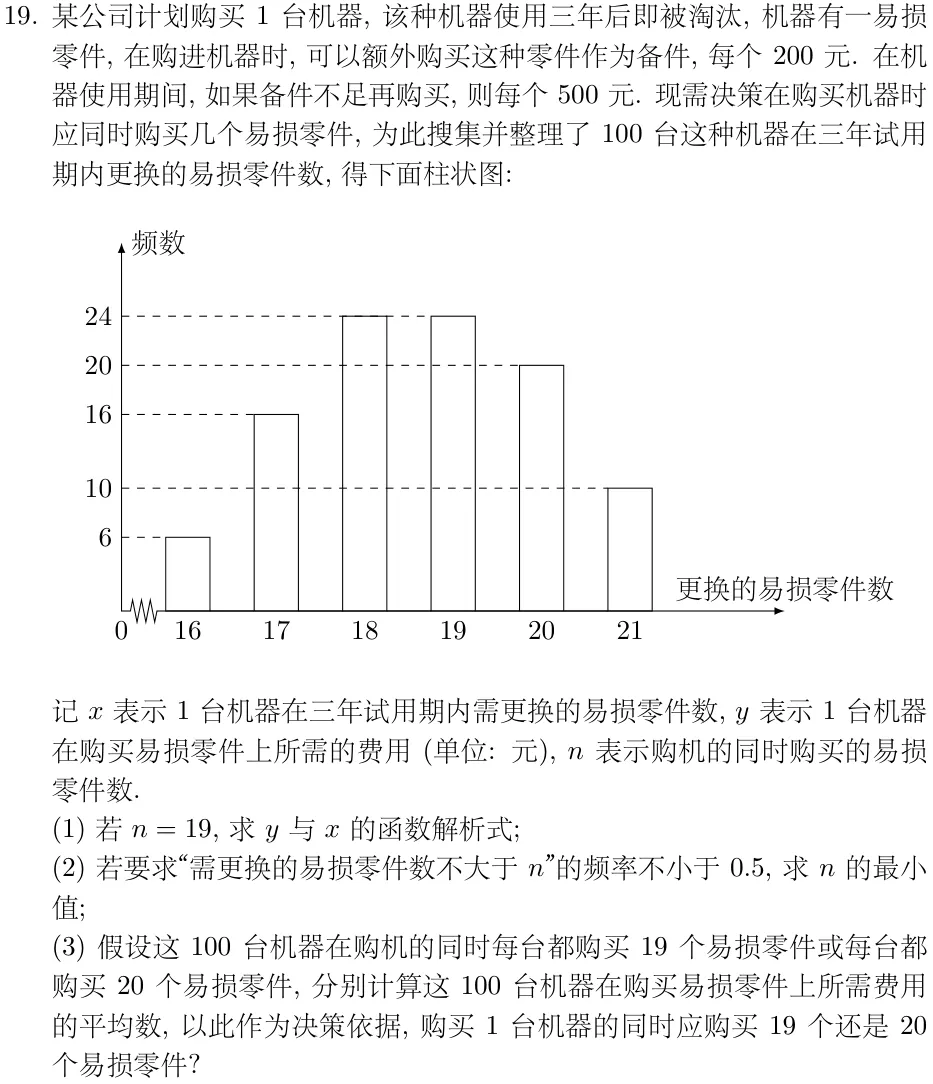 19. 某公司计划购买 1 台机器, 该种机器使用三年后即被淘汰, 机器有一易损
零件, 在购进机器时, 可以额外购买这种零件作为备件, 每个 200 元. 在机
器使用期间, 如果备件不足再购买, 则每个 500 元. 现需决策在购买机器时
应同时购买几个易损零件, 为此搜集并整理了 100 台这种机器在三年试用
期内更换的易损零件数, 得下面柱状图:
频数
24
20
16
10
6
更换的易损零件数
0 16 17 18 19 20 21
记 x 表示 1 台机器在三年试用期内需更换的易损零件数, y 表示 1 台机器
在购买易损零件上所需的费用 (单位: 元), n 表示购机的同时购买的易损
零件数.
(1) 若 n = 19, 求 y 与 x 的函数解析式;
(2) 若要求“需更换的易损零件数不大于 n”的频率不小于 0.5, 求 n 的最小
值;
(3) 假设这 100 台机器在购机的同时每台都购买 19 个易损零件或每台都
购买 20 个易损零件, 分别计算这 100 台机器在购买易损零件上所需费用
的平均数, 以此作为决策依据, 购买 1 台机器的同时应购买 19 个还是 20
个易损零件?